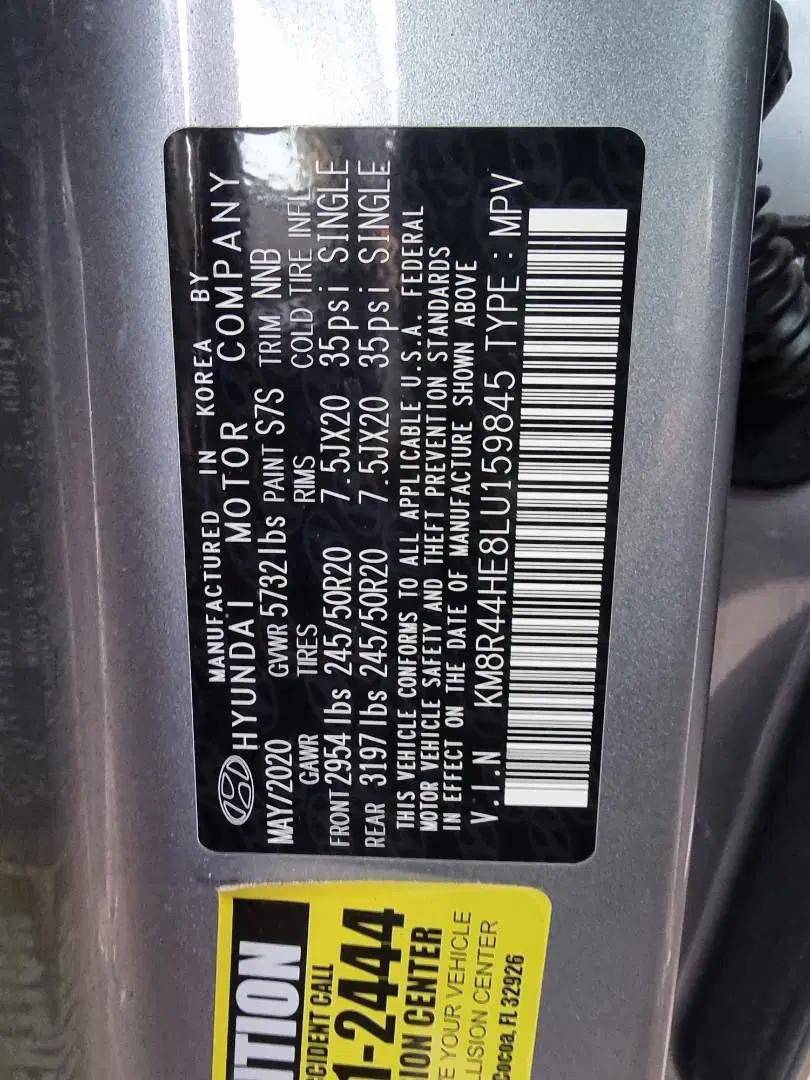 MANUFACTURED IN KOREA BY
HYUNDAI MOTOR COMPANY
MAY/2020 GVWR 5732 lbs PAINT S7S TRIM NNB
GAWR TIRES RIMS COLD TIRE INFL
FRONT 2954 lbs 245/50R20 7.5JX20 35psi SINGLE
REAR 3197 lbs 245/50R20 7.5JX20 35psi SINGLE
THIS VEHICLE CONFORMS TO ALL APPLICABLE U.S.A. FEDERAL
MOTOR VEHICLE SAFETY AND THEFT PREVENTION STANDARDS
IN EFFECT ON THE DATE OF MANUFACTURE SHOWN ABOVE
V.I.N KM8R44HE8LU159845 TYPE : MPV
UTION
CCIDENT CALL
1-2444
ION CENTER
E YOUR VEHICLE
LLISION CENTER
Cocoa, FL 32926